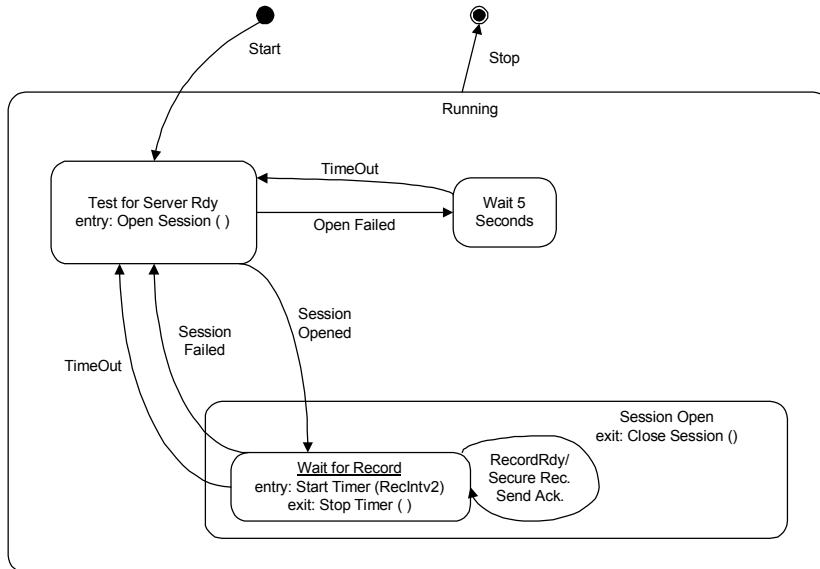 Start
Stop
Running
TimeOut
Test for Server Rdy
entry: Open Session ( )
Wait 5
Seconds
Open Failed
Session
Opened
Session
Failed
TimeOut
Session Open
exit: Close Session ()
Wait for Record
entry: Start Timer (RecIntv2)
exit: Stop Timer ( )
RecordRdy/
Secure Rec.
Send Ack.